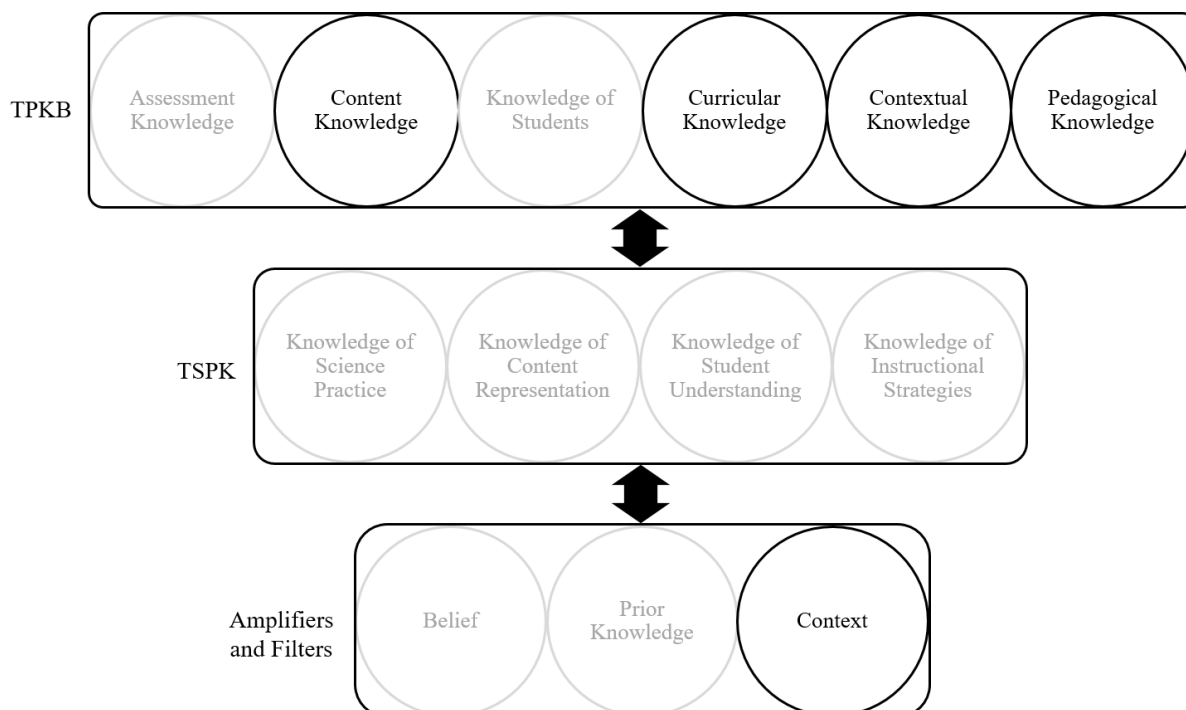 TPKB
Assessment
Knowledge
Content
Knowledge
Knowledge of
Students
Curricular
Knowledge
Contextual
Knowledge
Pedagogical
Knowledge
TSPK
Knowledge of
Science
Practice
Knowledge of
Content
Representation
Knowledge of
Student
Understanding
Knowledge of
Instructional
Strategies
Amplifiers
and Filters
Belief
Prior
Knowledge
Context